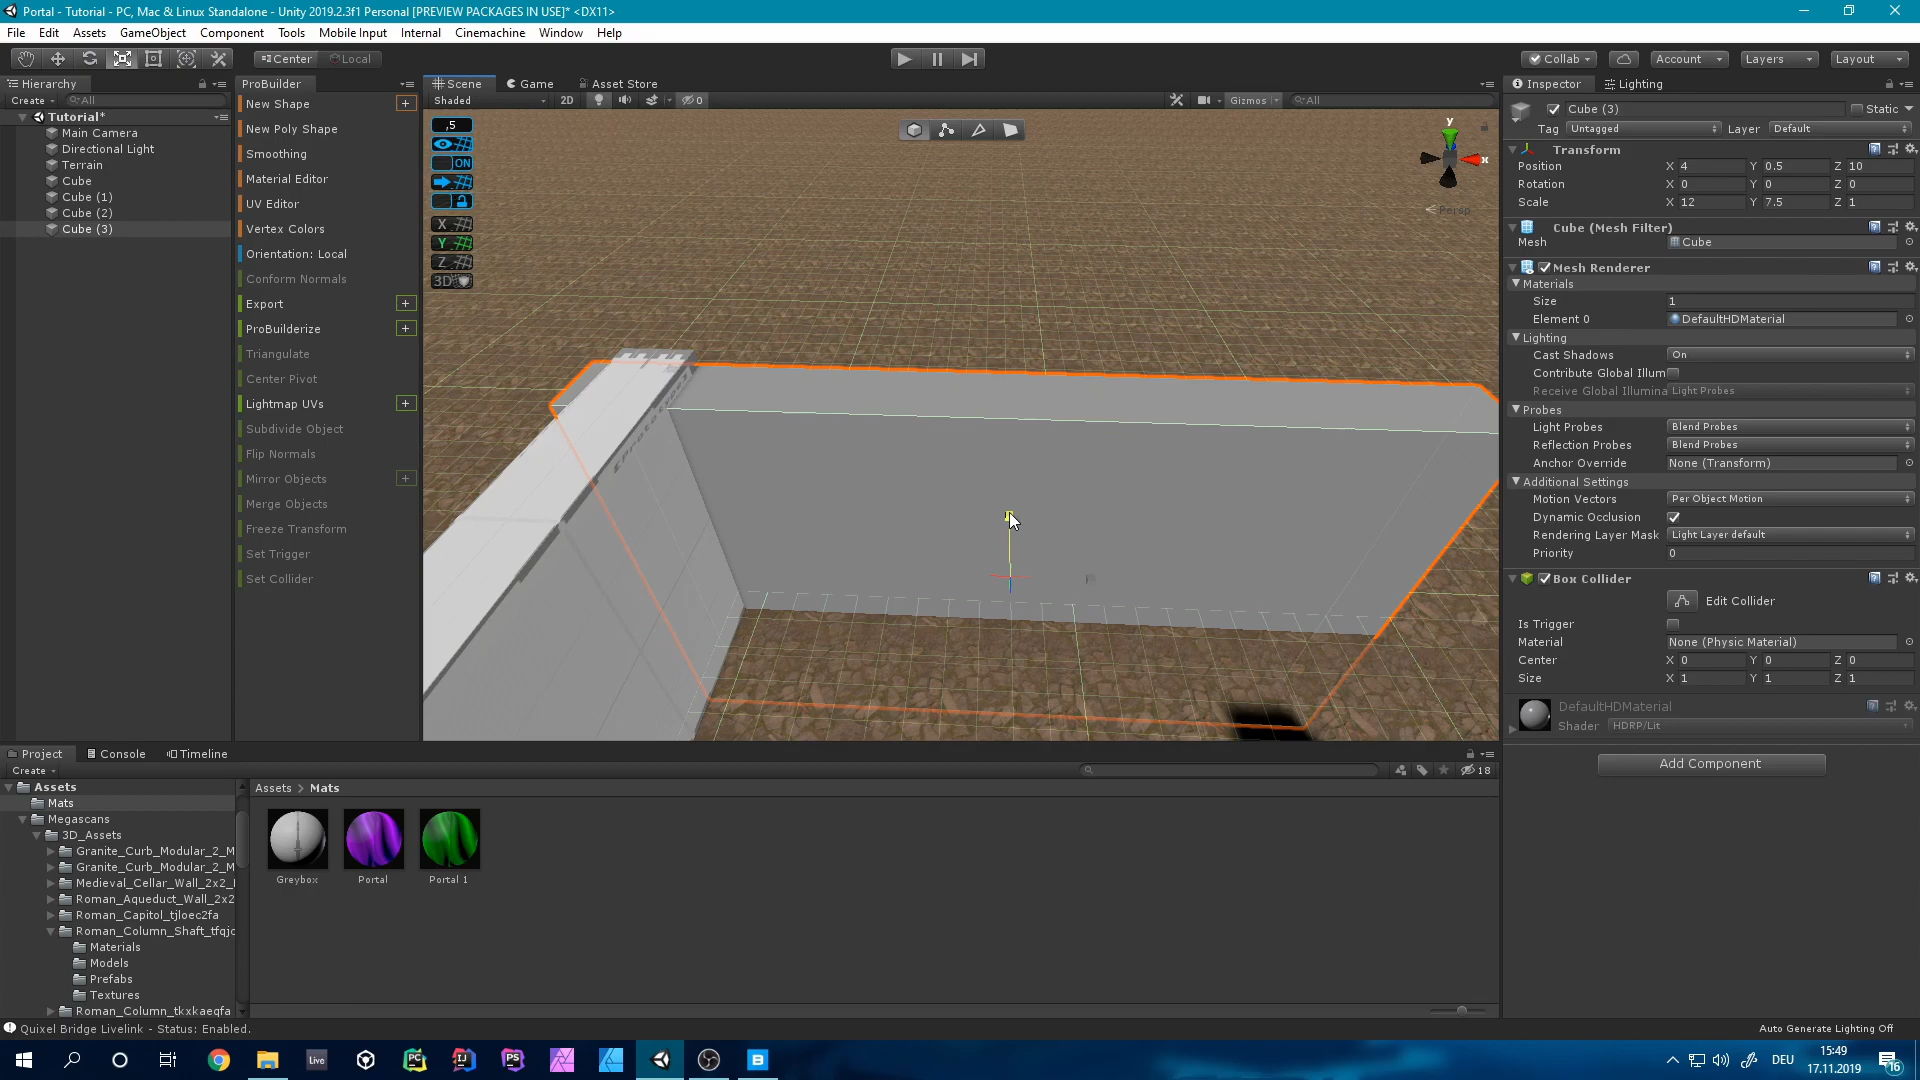 Portal - Tutorial - PC, Mac & Linux Standalone - Unity 2019.2.3f1 Personal [PREVIEW PACKAGES IN USE]* <DX11>
File Edit Assets GameObject Component Tools Mobile Input Internal Cinemachine Window Help
Center Local Collab Account Layers Layout
Hierarchy ProBuilder Scene Game Asset Store Inspector Lighting
Create All
Shaded 2D 0 Gizmos All
Tutorial*
Main Camera
Directional Light
Terrain
Cube
Cube (1)
Cube (2)
Cube (3)
New Shape +
New Poly Shape
Smoothing
Material Editor
UV Editor
Vertex Colors
Orientation: Local
Conform Normals
Export +
ProBuilderize +
Triangulate
Center Pivot
Lightmap UVs +
Subdivide Object
Flip Normals
Mirror Objects +
Merge Objects
Freeze Transform
Set Trigger
Set Collider
,5
ON
X
Y
Z
3D
y
x
Persp
Cube (3) Static
Tag Untagged Layer Default
Transform
Position X 4 Y 0.5 Z 10
Rotation X 0 Y 0 Z 0
Scale X 12 Y 7.5 Z 1
Cube (Mesh Filter)
Mesh Cube
Mesh Renderer
Materials
Size 1
Element 0 DefaultHDMaterial
Lighting
Cast Shadows On
Contribute Global Illum
Receive Global Illumina Light Probes
Probes
Light Probes Blend Probes
Reflection Probes Blend Probes
Anchor Override None (Transform)
Additional Settings
Motion Vectors Per Object Motion
Dynamic Occlusion
Rendering Layer Mask Light Layer default
Priority 0
Box Collider
Edit Collider
Is Trigger
Material None (Physic Material)
Center X 0 Y 0 Z 0
Size X 1 Y 1 Z 1
DefaultHDMaterial
Shader HDRP/Lit
Add Component
Project Console Timeline
Create 18
Assets
Mats
Megascans
3D_Assets
Granite_Curb_Modular_2_M
Granite_Curb_Modular_2_M
Medieval_Cellar_Wall_2x2_
Roman_Aqueduct_Wall_2x2
Roman_Capitol_tjloec2fa
Roman_Column_Shaft_tfqjc
Materials
Models
Prefabs
Textures
Roman_Column_tkxkaeqfa
Assets > Mats
Greybox Portal Portal 1
Quixel Bridge Livelink - Status: Enabled.
Auto Generate Lighting Off
Live PC IJ PS
DEU
15:49
17.11.2019
16